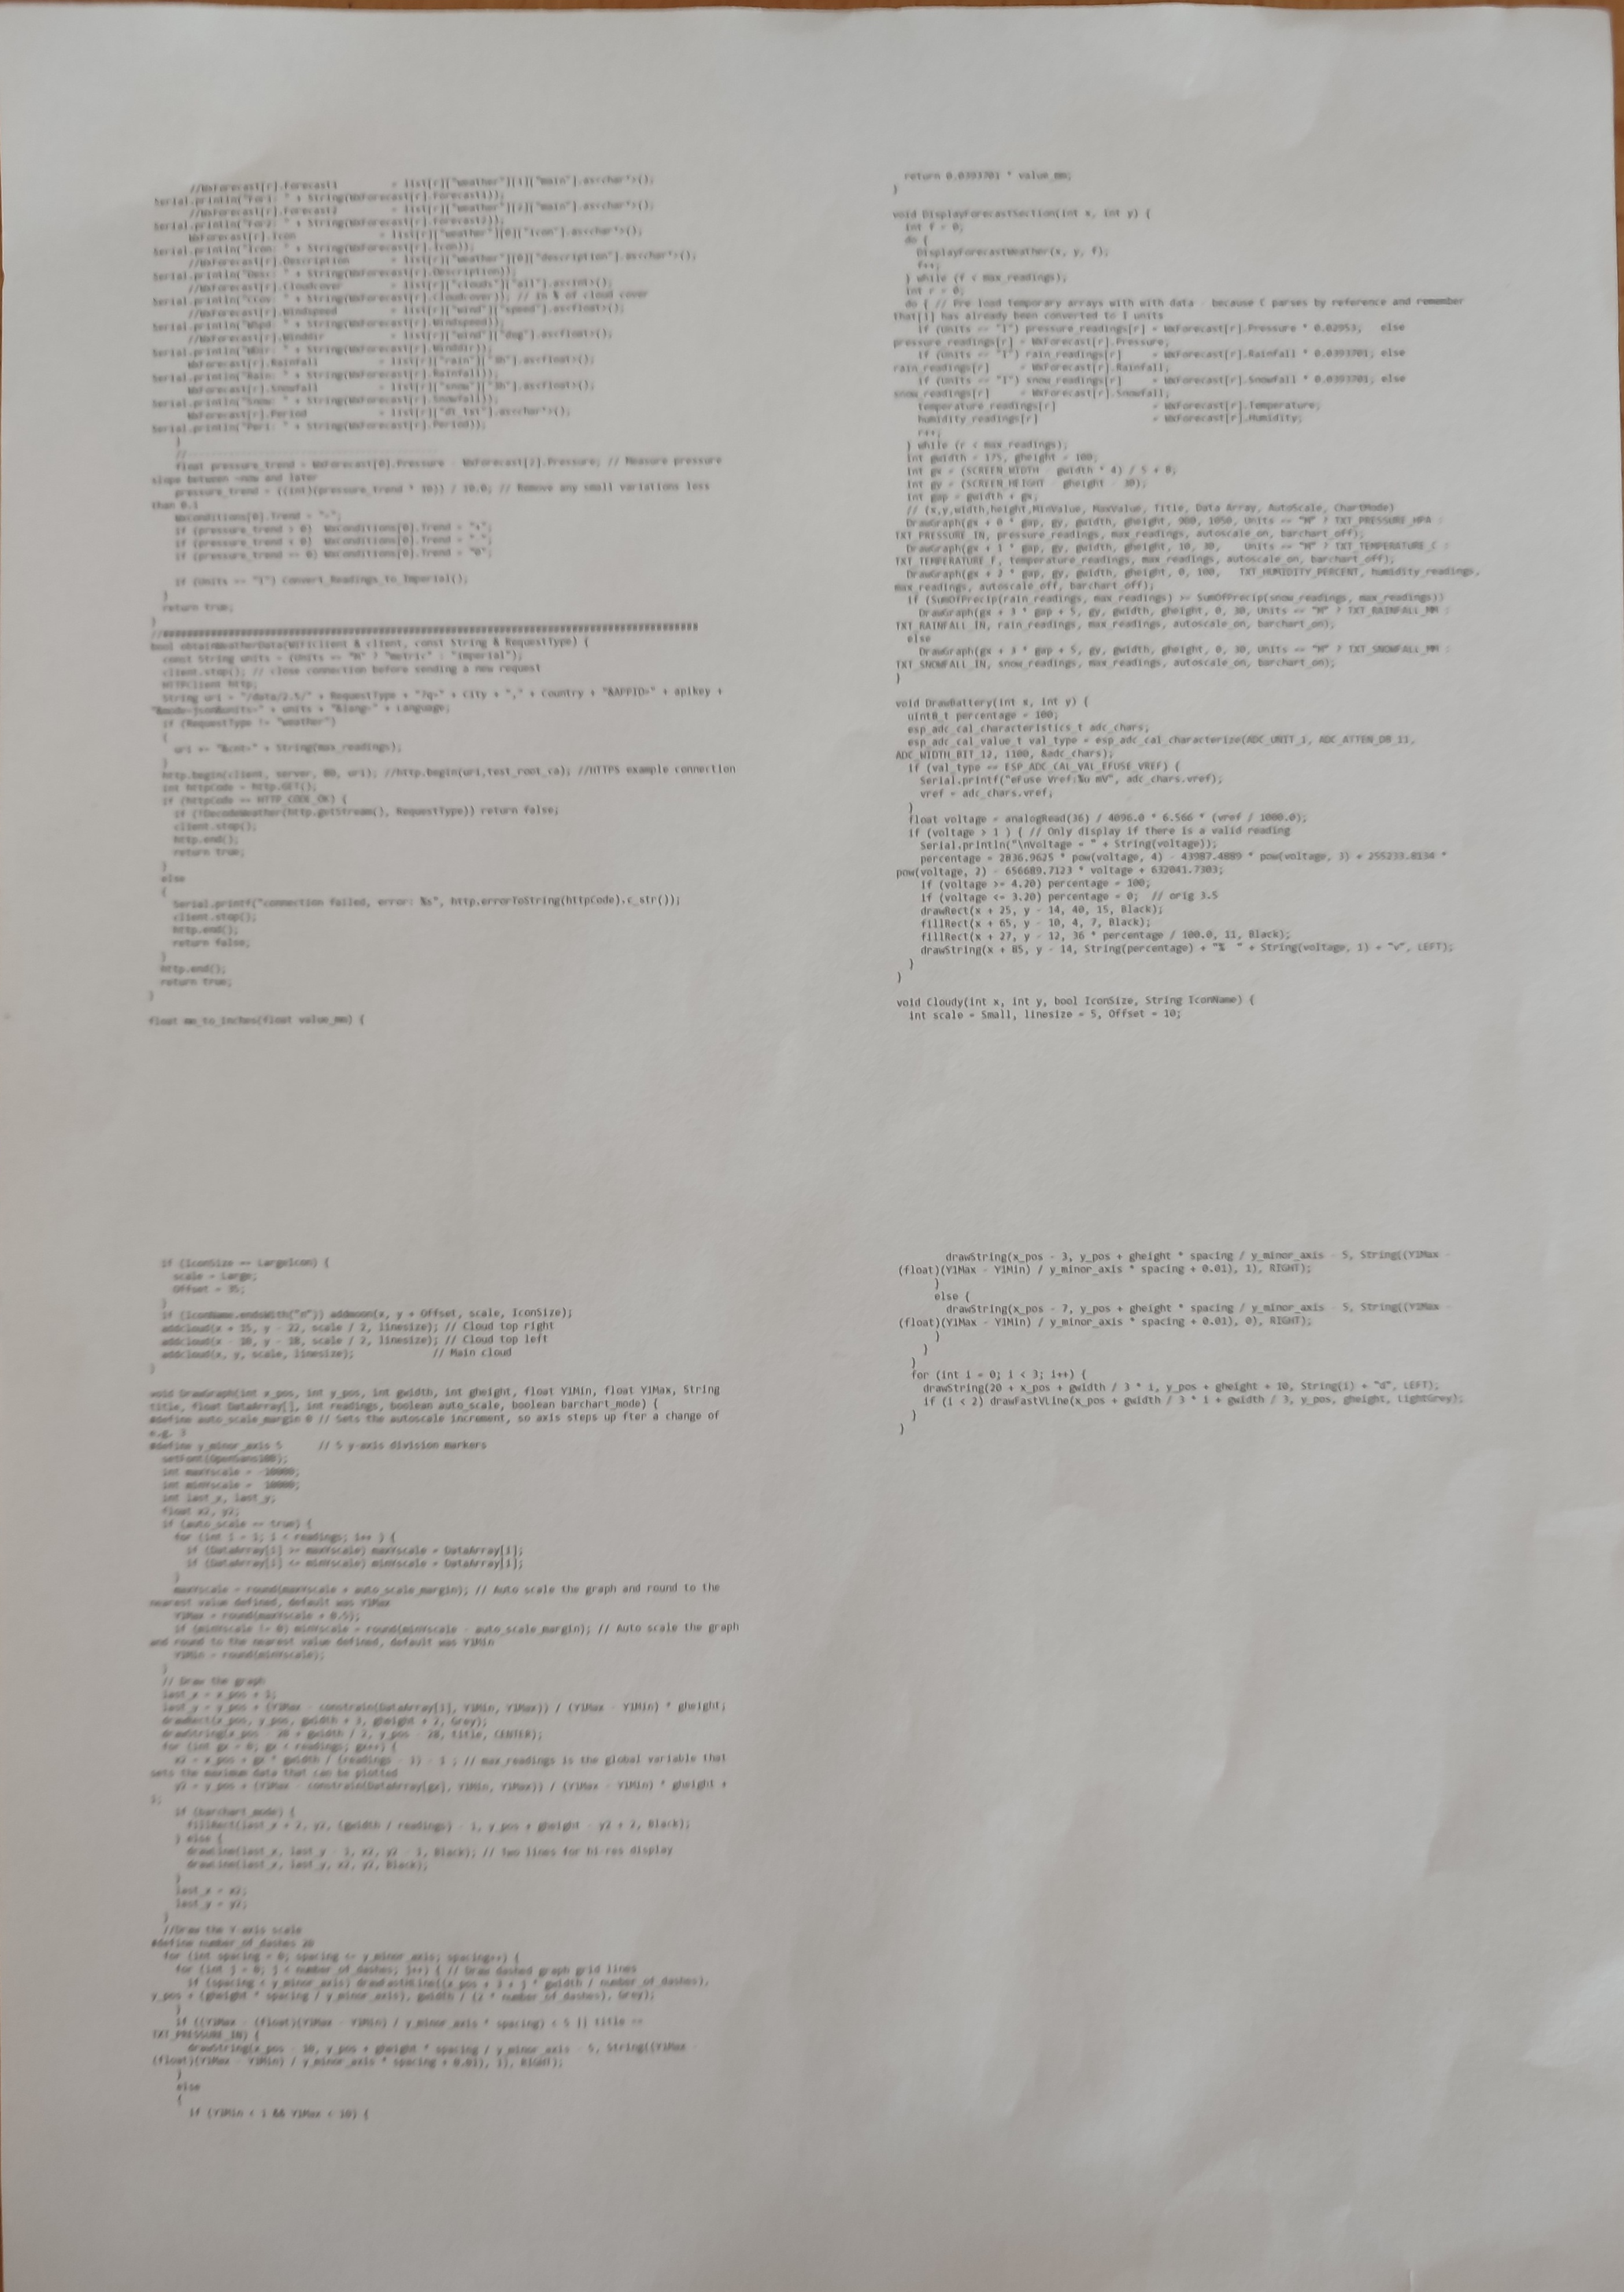 //WxForecast[r].Forecast1         = list[r]["weather"][1]["main"].as<char*>();
Serial.println("For1: " + String(WxForecast[r].Forecast1));
//WxForecast[r].Forecast2         = list[r]["weather"][2]["main"].as<char*>();
Serial.println("For2: " + String(WxForecast[r].Forecast2));
WxForecast[r].Icon              = list[r]["weather"][0]["icon"].as<char*>();
Serial.println("Icon: " + String(WxForecast[r].Icon));
//WxForecast[r].Description       = list[r]["weather"][0]["description"].as<char*>();
Serial.println("Desc: " + String(WxForecast[r].Description));
//WxForecast[r].Cloudcover        = list[r]["clouds"]["all"].as<int>();
Serial.println("CCov: " + String(WxForecast[r].Cloudcover)); // in % of cloud cover
//WxForecast[r].Windspeed         = list[r]["wind"]["speed"].as<float>();
Serial.println("WSpd: " + String(WxForecast[r].Windspeed));
//WxForecast[r].Winddir           = list[r]["wind"]["deg"].as<float>();
Serial.println("WDir: " + String(WxForecast[r].Winddir));
WxForecast[r].Rainfall          = list[r]["rain"]["3h"].as<float>();
Serial.println("Rain: " + String(WxForecast[r].Rainfall));
WxForecast[r].Snowfall          = list[r]["snow"]["3h"].as<float>();
Serial.println("Snow: " + String(WxForecast[r].Snowfall));
WxForecast[r].Period            = list[r]["dt_txt"].as<char*>();
Serial.println("Peri: " + String(WxForecast[r].Period));
}
//------------------------------------------
float pressure_trend = WxForecast[0].Pressure - WxForecast[2].Pressure; // Measure pressure
slope between ~now and later
pressure_trend = ((int)(pressure_trend * 10)) / 10.0; // Remove any small variations less
than 0.1
WxConditions[0].Trend = "=";
if (pressure_trend > 0)  WxConditions[0].Trend = "+";
if (pressure_trend < 0)  WxConditions[0].Trend = "-";
if (pressure_trend == 0) WxConditions[0].Trend = "0";
if (Units == "I") Convert_Readings_to_Imperial();
}
return true;
}
//#########################################################################################
bool obtainWeatherData(WiFiClient & client, const String & RequestType) {
const String units = (Units == "M" ? "metric" : "imperial");
client.stop(); // close connection before sending a new request
HTTPClient http;
String uri = "/data/2.5/" + RequestType + "?q=" + City + "," + Country + "&APPID=" + apikey +
"&mode=json&units=" + units + "&lang=" + Language;
if (RequestType != "weather")
{
uri += "&cnt=" + String(max_readings);
}
http.begin(client, server, 80, uri); //http.begin(uri,test_root_ca); //HTTPS example connection
int httpCode = http.GET();
if (httpCode == HTTP_CODE_OK) {
if (!DecodeWeather(http.getStream(), RequestType)) return false;
client.stop();
http.end();
return true;
}
else
{
Serial.printf("connection failed, error: %s", http.errorToString(httpCode).c_str());
client.stop();
http.end();
return false;
}
http.end();
return true;
}
float mm_to_inches(float value_mm) {
return 0.0393701 * value_mm;
}
void DisplayForecastSection(int x, int y) {
int f = 0;
do {
DisplayForecastWeather(x, y, f);
f++;
} while (f < max_readings);
int r = 0;
do { // Pre load temporary arrays with with data - because C parses by reference and remember
that[1] has already been converted to I units
if (Units == "I") pressure_readings[r] = WxForecast[r].Pressure * 0.02953;  else
pressure_readings[r] = WxForecast[r].Pressure;
if (Units == "I") rain_readings[r]     = WxForecast[r].Rainfall * 0.0393701; else
rain_readings[r]     = WxForecast[r].Rainfall;
if (Units == "I") snow_readings[r]     = WxForecast[r].Snowfall * 0.0393701; else
snow_readings[r]     = WxForecast[r].Snowfall;
temperature_readings[r]                = WxForecast[r].Temperature;
humidity_readings[r]                   = WxForecast[r].Humidity;
r++;
} while (r < max_readings);
int gwidth = 175, gheight = 100;
int gx = (SCREEN_WIDTH - gwidth * 4) / 5 + 8;
int gy = (SCREEN_HEIGHT - gheight - 30);
int gap = gwidth + gx;
// (x,y,width,height,MinValue, MaxValue, Title, Data Array, AutoScale, ChartMode)
DrawGraph(gx + 0 * gap, gy, gwidth, gheight, 900, 1050, Units == "M" ? TXT_PRESSURE_HPA :
TXT_PRESSURE_IN, pressure_readings, max_readings, autoscale_on, barchart_off);
DrawGraph(gx + 1 * gap, gy, gwidth, gheight, 10, 30,    Units == "M" ? TXT_TEMPERATURE_C :
TXT_TEMPERATURE_F, temperature_readings, max_readings, autoscale_on, barchart_off);
DrawGraph(gx + 2 * gap, gy, gwidth, gheight, 0, 100,   TXT_HUMIDITY_PERCENT, humidity_readings,
max_readings, autoscale_off, barchart_off);
if (SumOfPrecip(rain_readings, max_readings) >= SumOfPrecip(snow_readings, max_readings))
DrawGraph(gx + 3 * gap + 5, gy, gwidth, gheight, 0, 30, Units == "M" ? TXT_RAINFALL_MM :
TXT_RAINFALL_IN, rain_readings, max_readings, autoscale_on, barchart_on);
else
DrawGraph(gx + 3 * gap + 5, gy, gwidth, gheight, 0, 30, Units == "M" ? TXT_SNOWFALL_MM :
TXT_SNOWFALL_IN, snow_readings, max_readings, autoscale_on, barchart_on);
}
void DrawBattery(int x, int y) {
uint8_t percentage = 100;
esp_adc_cal_characteristics_t adc_chars;
esp_adc_cal_value_t val_type = esp_adc_cal_characterize(ADC_UNIT_1, ADC_ATTEN_DB_11,
ADC_WIDTH_BIT_12, 1100, &adc_chars);
if (val_type == ESP_ADC_CAL_VAL_EFUSE_VREF) {
Serial.printf("eFuse Vref:%u mV", adc_chars.vref);
vref = adc_chars.vref;
}
float voltage = analogRead(36) / 4096.0 * 6.566 * (vref / 1000.0);
if (voltage > 1 ) { // Only display if there is a valid reading
Serial.println("\nVoltage = " + String(voltage));
percentage = 2836.9625 * pow(voltage, 4) - 43987.4889 * pow(voltage, 3) + 255233.8134 *
pow(voltage, 2) - 656689.7123 * voltage + 632041.7303;
if (voltage >= 4.20) percentage = 100;
if (voltage <= 3.20) percentage = 0;  // orig 3.5
drawRect(x + 25, y - 14, 40, 15, Black);
fillRect(x + 65, y - 10, 4, 7, Black);
fillRect(x + 27, y - 12, 36 * percentage / 100.0, 11, Black);
drawString(x + 85, y - 14, String(percentage) + "%  " + String(voltage, 1) + "v", LEFT);
}
}
void Cloudy(int x, int y, bool IconSize, String IconName) {
int scale = Small, linesize = 5, Offset = 10;
if (IconSize == LargeIcon) {
scale = Large;
Offset = 35;
}
if (IconName.endsWith("n")) addmoon(x, y + Offset, scale, IconSize);
addcloud(x + 15, y - 22, scale / 2, linesize); // Cloud top right
addcloud(x - 10, y - 18, scale / 2, linesize); // Cloud top left
addcloud(x, y, scale, linesize);             // Main cloud
}
void DrawGraph(int x_pos, int y_pos, int gwidth, int gheight, float Y1Min, float Y1Max, String
title, float DataArray[], int readings, boolean auto_scale, boolean barchart_mode) {
#define auto_scale_margin 0 // Sets the autoscale increment, so axis steps up fter a change of
e.g. 3
#define y_minor_axis 5      // 5 y-axis division markers
setFont(OpenSans10B);
int maxYscale = -10000;
int minYscale =  10000;
int last_x, last_y;
float x2, y2;
if (auto_scale == true) {
for (int i = 1; i < readings; i++ ) {
if (DataArray[i] >= maxYscale) maxYscale = DataArray[i];
if (DataArray[i] <= minYscale) minYscale = DataArray[i];
}
maxYscale = round(maxYscale + auto_scale_margin); // Auto scale the graph and round to the
nearest value defined, default was Y1Max
Y1Max = round(maxYscale + 0.5);
if (minYscale != 0) minYscale = round(minYscale - auto_scale_margin); // Auto scale the graph
and round to the nearest value defined, default was Y1Min
Y1Min = round(minYscale);
}
// Draw the graph
last_x = x_pos + 1;
last_y = y_pos + (Y1Max - constrain(DataArray[1], Y1Min, Y1Max)) / (Y1Max - Y1Min) * gheight;
drawRect(x_pos, y_pos, gwidth + 3, gheight + 2, Grey);
drawString(x_pos - 20 + gwidth / 2, y_pos - 28, title, CENTER);
for (int gx = 0; gx < readings; gx++) {
x2 = x_pos + gx * gwidth / (readings - 1) - 1 ; // max_readings is the global variable that
sets the maximum data that can be plotted
y2 = y_pos + (Y1Max - constrain(DataArray[gx], Y1Min, Y1Max)) / (Y1Max - Y1Min) * gheight +
1;
if (barchart_mode) {
fillRect(last_x + 2, y2, (gwidth / readings) - 1, y_pos + gheight - y2 + 2, Black);
} else {
drawLine(last_x, last_y - 1, x2, y2 - 1, Black); // Two lines for hi-res display
drawLine(last_x, last_y, x2, y2, Black);
}
last_x = x2;
last_y = y2;
}
//Draw the Y-axis scale
#define number_of_dashes 20
for (int spacing = 0; spacing <= y_minor_axis; spacing++) {
for (int j = 0; j < number_of_dashes; j++) { // Draw dashed graph grid lines
if (spacing < y_minor_axis) drawFastHLine((x_pos + 3 + j * gwidth / number_of_dashes),
y_pos + (gheight * spacing / y_minor_axis), gwidth / (2 * number_of_dashes), Grey);
}
if ((Y1Max - (float)(Y1Max - Y1Min) / y_minor_axis * spacing) < 5 || title ==
TXT_PRESSURE_IN) {
drawString(x_pos - 10, y_pos + gheight * spacing / y_minor_axis - 5, String((Y1Max -
(float)(Y1Max - Y1Min) / y_minor_axis * spacing + 0.01), 1), RIGHT);
}
else
{
if (Y1Min < 1 && Y1Max < 10) {
drawString(x_pos - 3, y_pos + gheight * spacing / y_minor_axis - 5, String((Y1Max -
(float)(Y1Max - Y1Min) / y_minor_axis * spacing + 0.01), 1), RIGHT);
}
else {
drawString(x_pos - 7, y_pos + gheight * spacing / y_minor_axis - 5, String((Y1Max -
(float)(Y1Max - Y1Min) / y_minor_axis * spacing + 0.01), 0), RIGHT);
}
}
}
for (int i = 0; i < 3; i++) {
drawString(20 + x_pos + gwidth / 3 * i, y_pos + gheight + 10, String(i) + "d", LEFT);
if (i < 2) drawFastVLine(x_pos + gwidth / 3 * i + gwidth / 3, y_pos, gheight, LightGrey);
}
}